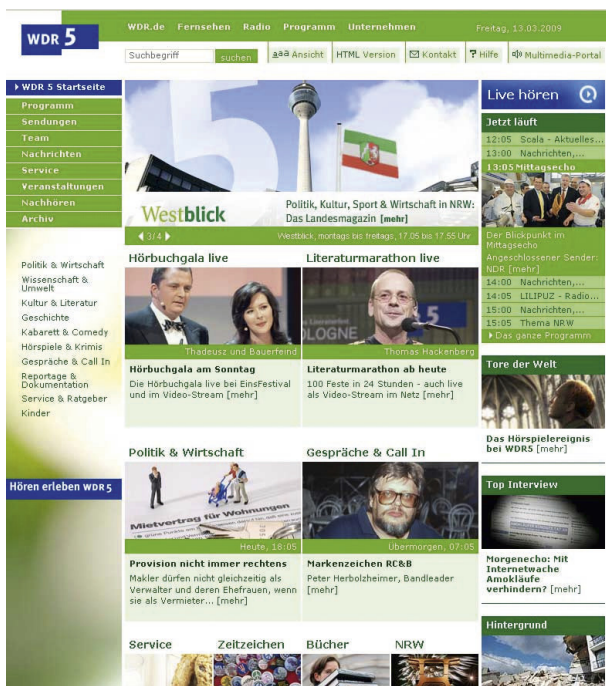 WDR 5
WDR.de Fernsehen Radio Programm Unternehmen
Freitag, 13.03.2009
Suchbegriff suchen aaa Ansicht HTML Version Kontakt ? Hilfe Multimedia-Portal
WDR 5 Startseite
Programm
Sendungen
Team
Nachrichten
Service
Veranstaltungen
Nachhören
Archiv
Politik & Wirtschaft
Wissenschaft &
Umwelt
Kultur & Literatur
Geschichte
Kabarett & Comedy
Hörspiele & Krimis
Gespräche & Call In
Reportage &
Dokumentation
Service & Ratgeber
Kinder
Hören erleben WDR 5
5
Westblick
Politik, Kultur, Sport & Wirtschaft in NRW:
Das Landesmagazin [mehr]
3/4
Westblick, montags bis freitags, 17.05 bis 17.55 Uhr
Hörbuchgala live
Thadeusz und Bauerfeind
Hörbuchgala am Sonntag
Die Hörbuchgala live bei EinsFestival
und im Video-Stream [mehr]
Literaturmarathon live
5
OLOGNE
Thomas Hackenberg
Literaturmarathon ab heute
100 Feste in 24 Stunden - auch live
als Video-Stream im Netz [mehr]
Politik & Wirtschaft
Mietvertrag für Wohnungen
Heute, 18:05
Provision nicht immer rechtens
Makler dürfen nicht gleichzeitig als
Verwalter und deren Ehefrauen, wenn
sie als Vermieter... [mehr]
Gespräche & Call In
Übermorgen, 07:05
Markenzeichen RC&B
Peter Herbolzheimer, Bandleader
[mehr]
Service
Zeitzeichen
Bücher
NRW
Live hören
Jetzt läuft
12:05 Scala - Aktuelles...
13:00 Nachrichten,...
13:05 Mittagsecho
Der Blickpunkt im
Mittagsecho
Angeschlossener Sender:
NDR [mehr]
14:00 Nachrichten,...
14:05 LILIPUZ - Radio...
15:00 Nachrichten,...
15:05 Thema NRW
Das ganze Programm
Tore der Welt
Das Hörspielereignis
bei WDR5 [mehr]
Top Interview
Morgenecho: Mit
Internetwache
Amokläufe
verhindern? [mehr]
Hintergrund